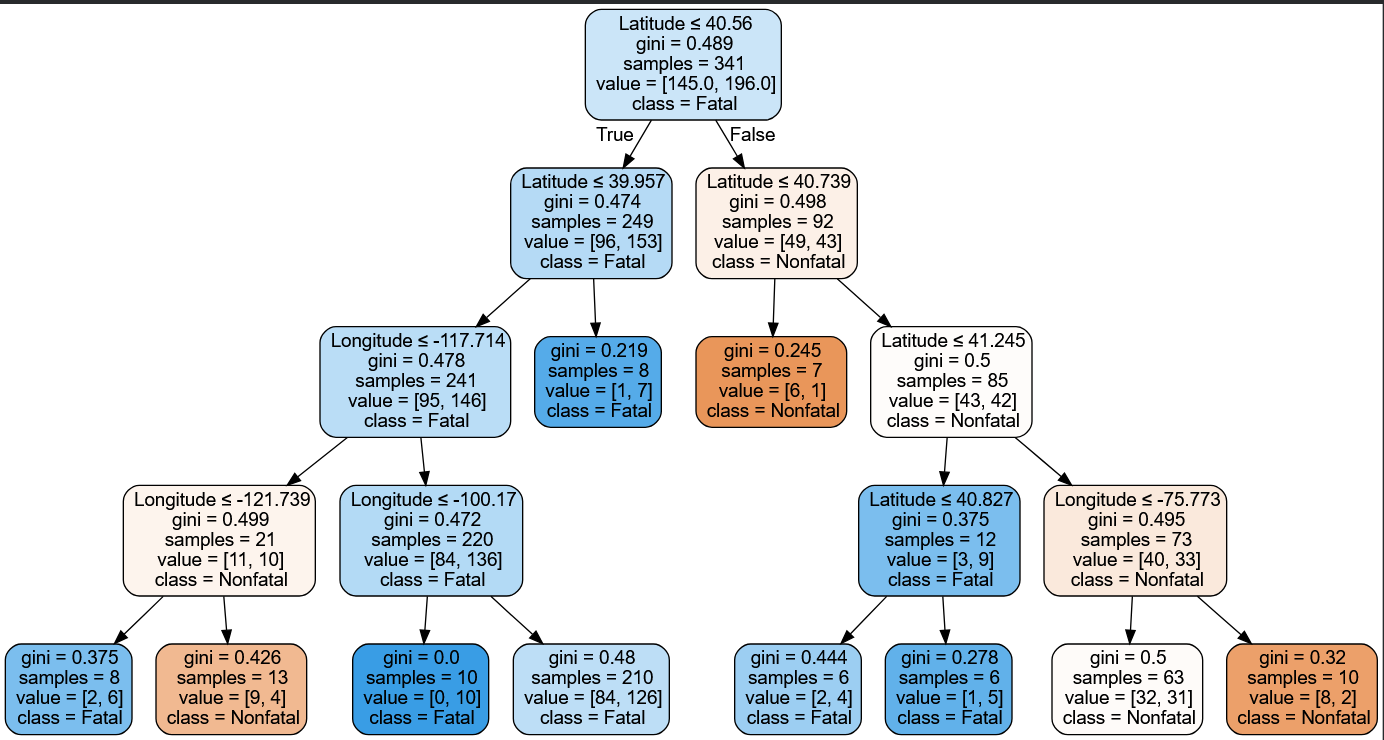 Latitude ≤ 40.56
gini = 0.489
samples = 341
value = [145.0, 196.0]
class = Fatal
True
False
Latitude ≤ 39.957
gini = 0.474
samples = 249
value = [96, 153]
class = Fatal
Latitude ≤ 40.739
gini = 0.498
samples = 92
value = [49, 43]
class = Nonfatal
Longitude ≤ -117.714
gini = 0.478
samples = 241
value = [95, 146]
class = Fatal
gini = 0.219
samples = 8
value = [1, 7]
class = Fatal
gini = 0.245
samples = 7
value = [6, 1]
class = Nonfatal
Latitude ≤ 41.245
gini = 0.5
samples = 85
value = [43, 42]
class = Nonfatal
Longitude ≤ -121.739
gini = 0.499
samples = 21
value = [11, 10]
class = Nonfatal
Longitude ≤ -100.17
gini = 0.472
samples = 220
value = [84, 136]
class = Fatal
Latitude ≤ 40.827
gini = 0.375
samples = 12
value = [3, 9]
class = Fatal
Longitude ≤ -75.773
gini = 0.495
samples = 73
value = [40, 33]
class = Nonfatal
gini = 0.375
samples = 8
value = [2, 6]
class = Fatal
gini = 0.426
samples = 13
value = [9, 4]
class = Nonfatal
gini = 0.0
samples = 10
value = [0, 10]
class = Fatal
gini = 0.48
samples = 210
value = [84, 126]
class = Fatal
gini = 0.444
samples = 6
value = [2, 4]
class = Fatal
gini = 0.278
samples = 6
value = [1, 5]
class = Fatal
gini = 0.5
samples = 63
value = [32, 31]
class = Nonfatal
gini = 0.32
samples = 10
value = [8, 2]
class = Nonfatal